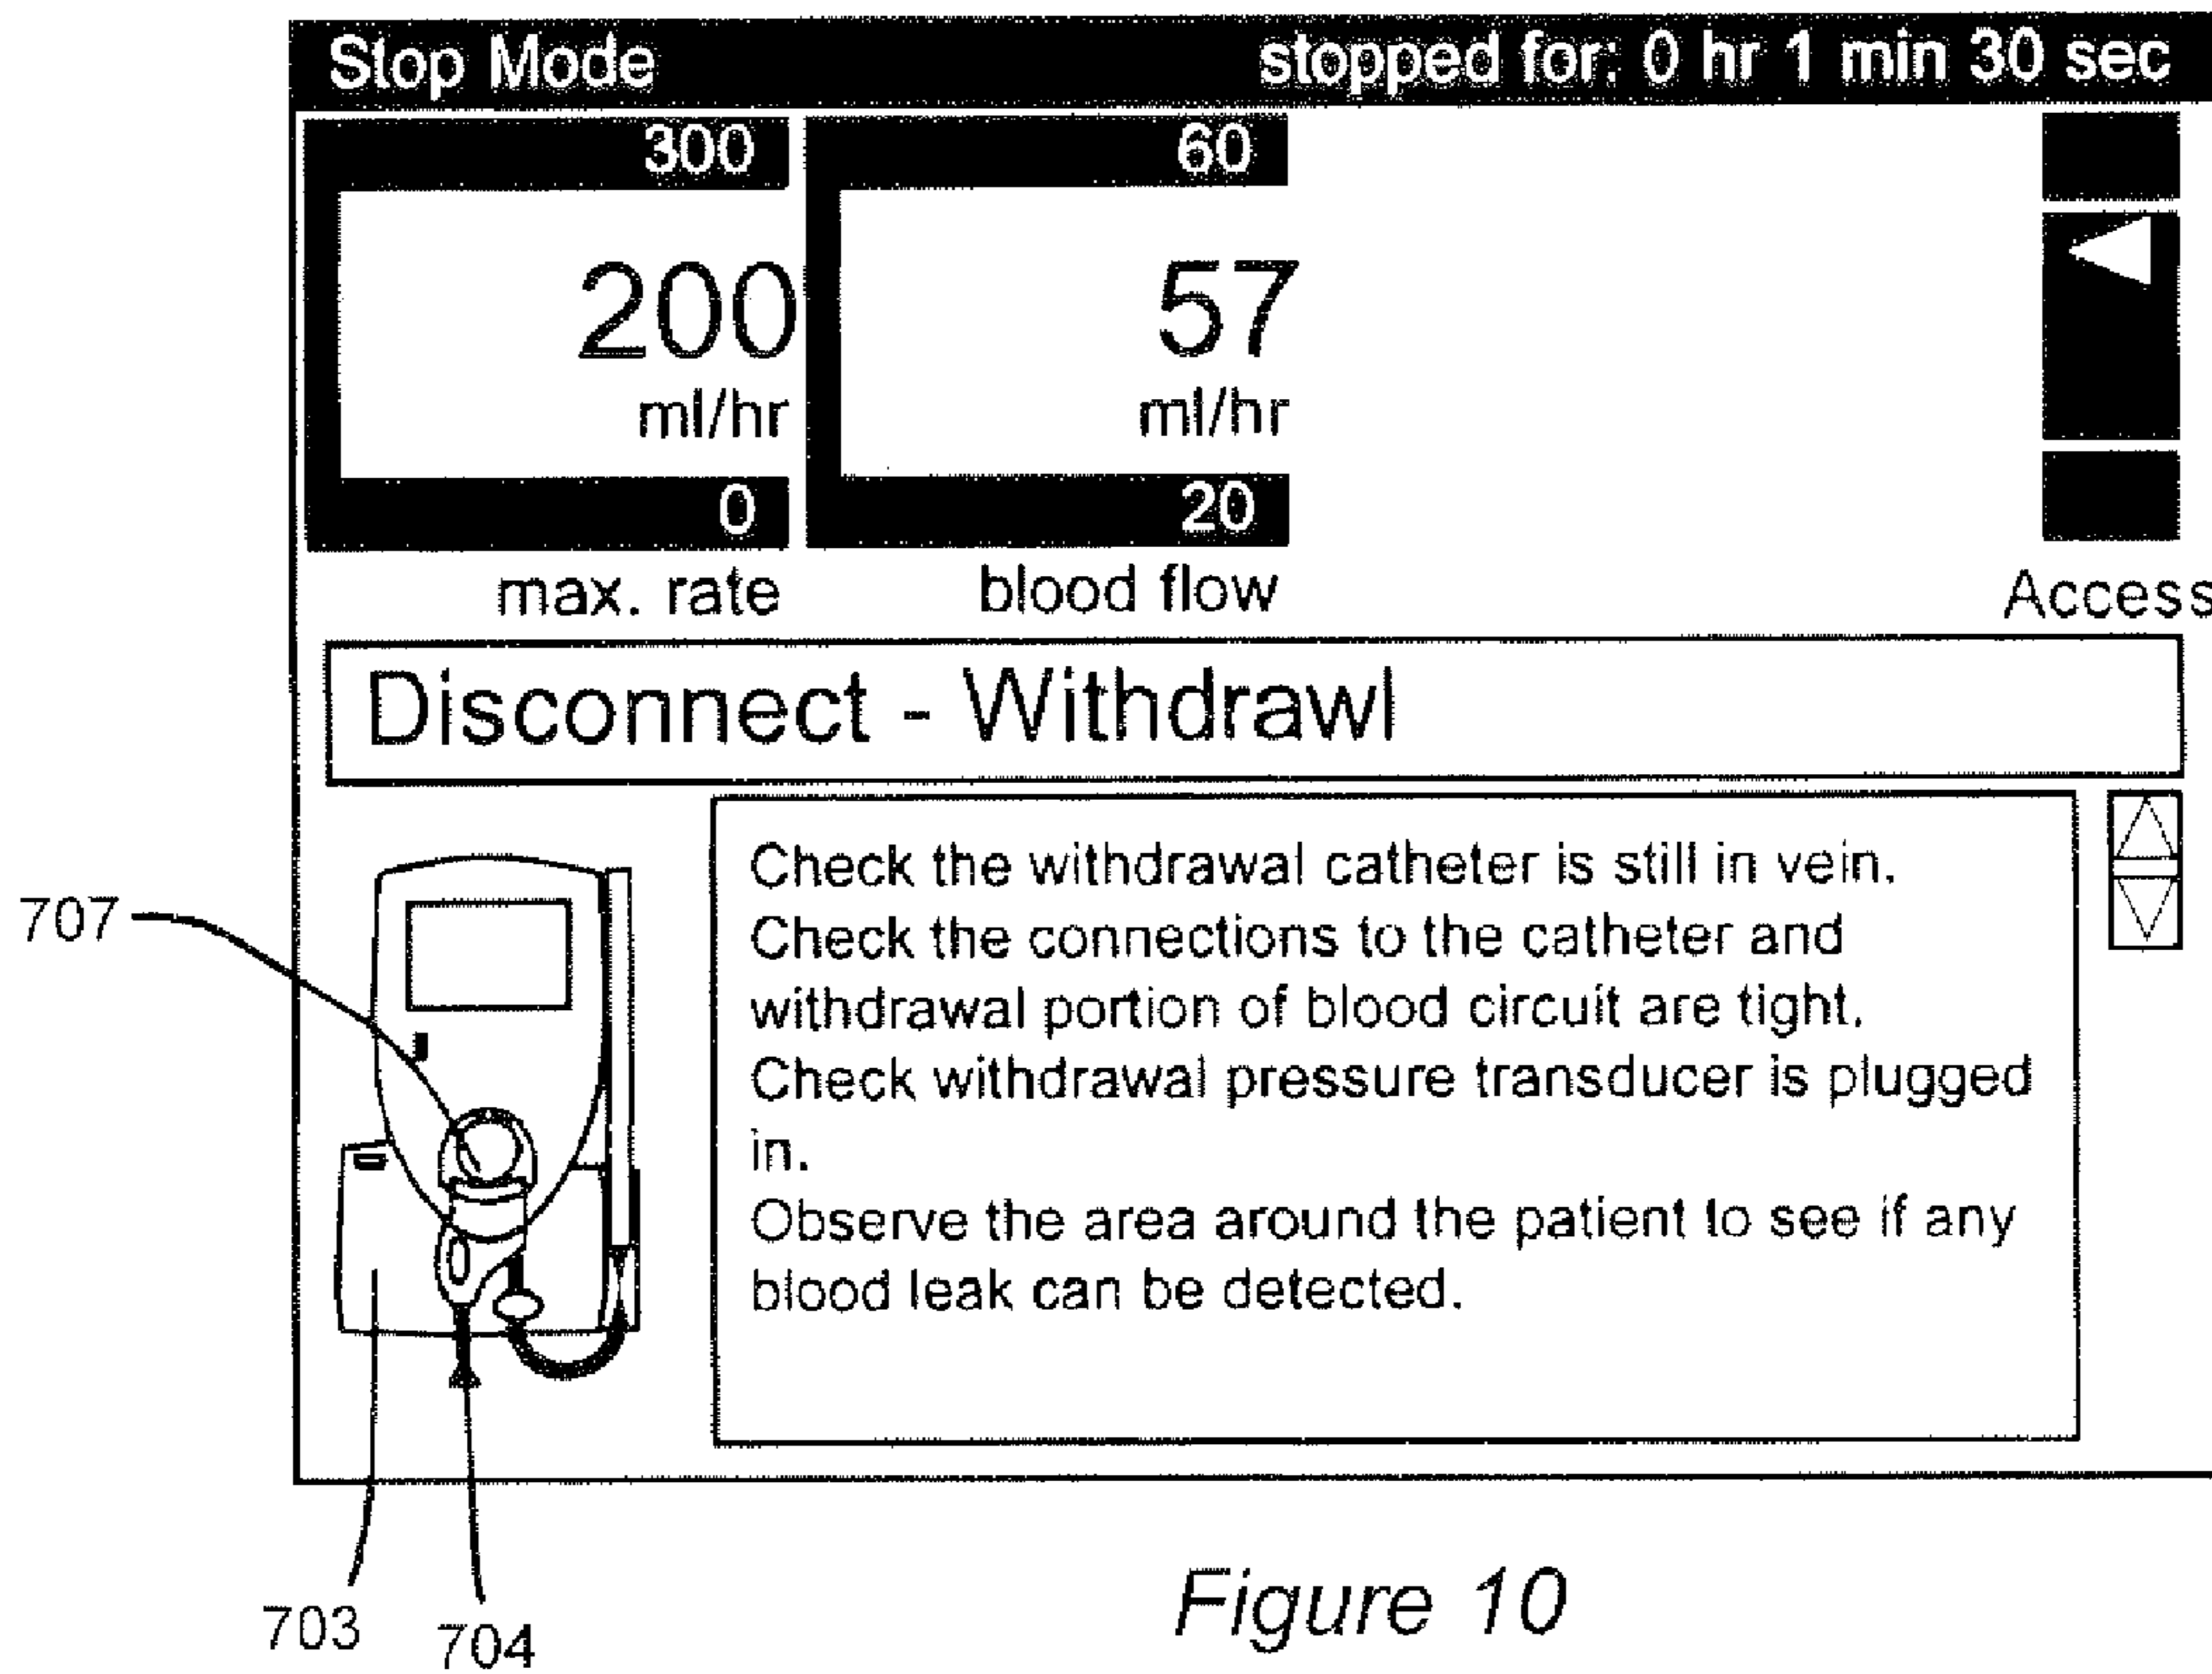 Stop Mode stopped for: 0 hr 1 min 30 sec
300 60
200 57
ml/hr ml/hr
0 20
max. rate blood flow Access
Disconnect - Withdrawl
Check the withdrawal catheter is still in vein.
Check the connections to the catheter and
withdrawal portion of blood circuit are tight.
Check withdrawal pressure transducer is plugged
in.
Observe the area around the patient to see if any
blood leak can be detected.
707
703 704
Figure 10